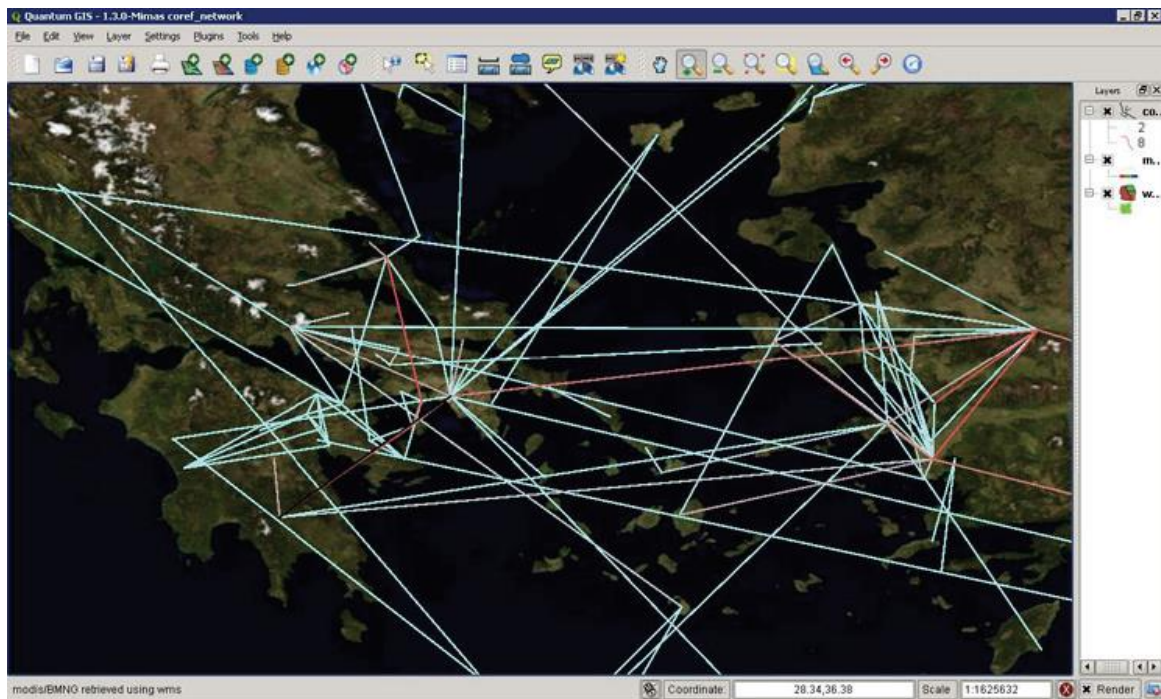 Quantum GIS - 1.3.0-Mimas coref_network
File Edit View Layer Settings Plugins Tools Help
Layers
co..
2
8
m..
w..
modis/BMNG retrieved using wms
Coordinate: 28.34,36.38 Scale 1:1625632 Render